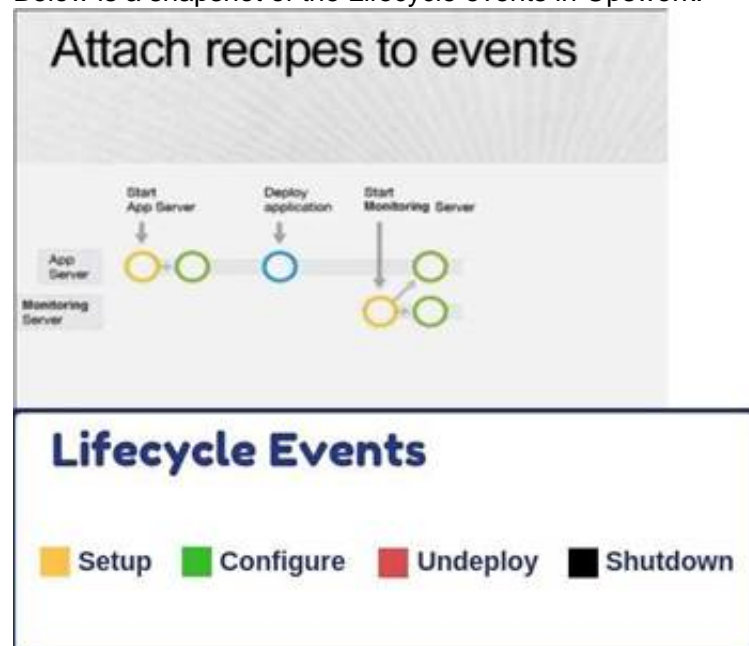 Below is a snapshot of the Lifecycle events in Opswork.
Attach recipes to events
Start
App Server
Deploy
application
Start
Monitoring Server
App
Server
Monitoring
Server
Lifecycle Events
Setup Configure Undeploy Shutdown